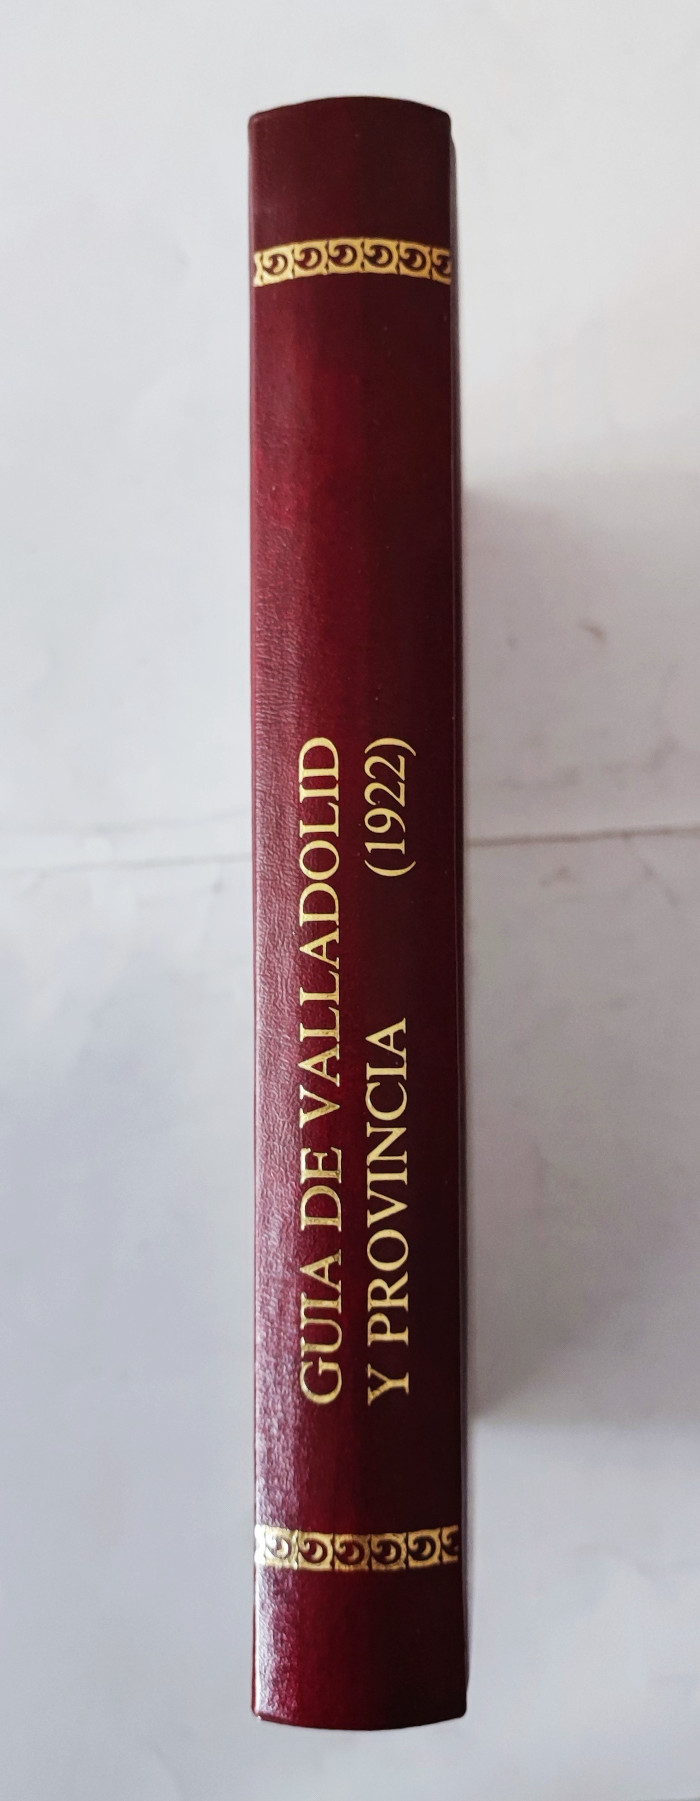 GUIA DE VALLADOLID
Y PROVINCIA (1922)